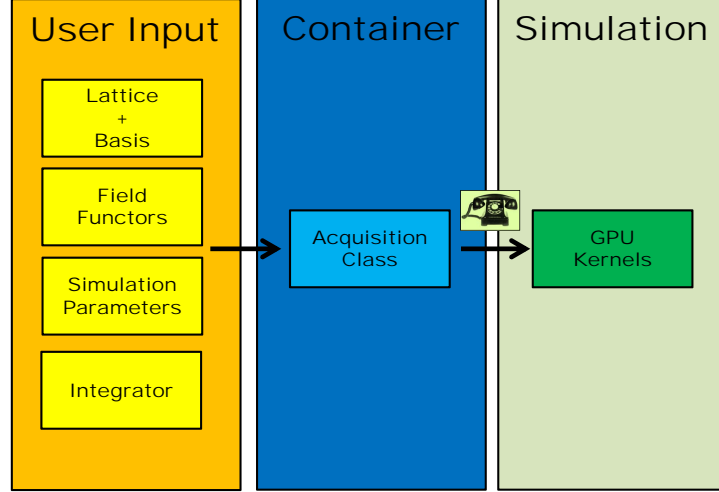 User Input
Lattice
+
Basis
Field
Functors
Simulation
Parameters
Integrator
Container
Acquisition
Class
Simulation
GPU
Kernels